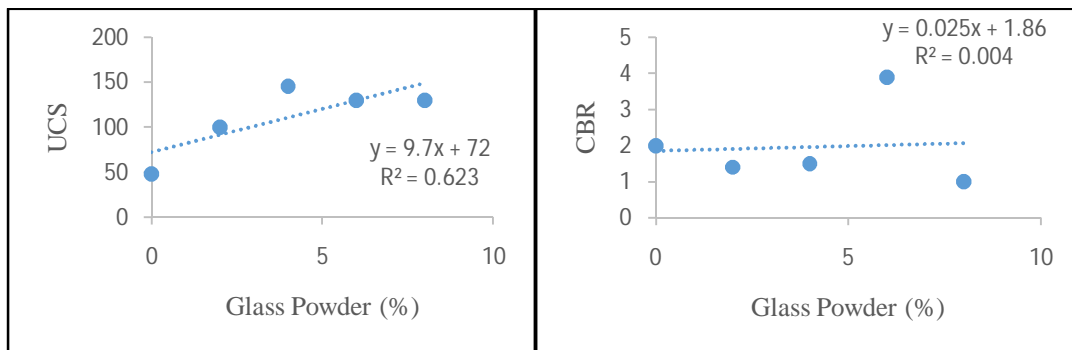 200
150
100
50
0
UCS
y = 9.7x + 72
R² = 0.623
0 5 10
Glass Powder (%)
y = 0.025x + 1.86
R² = 0.004
5
4
3
2
1
0
CBR
0 5 10
Glass Powder (%)